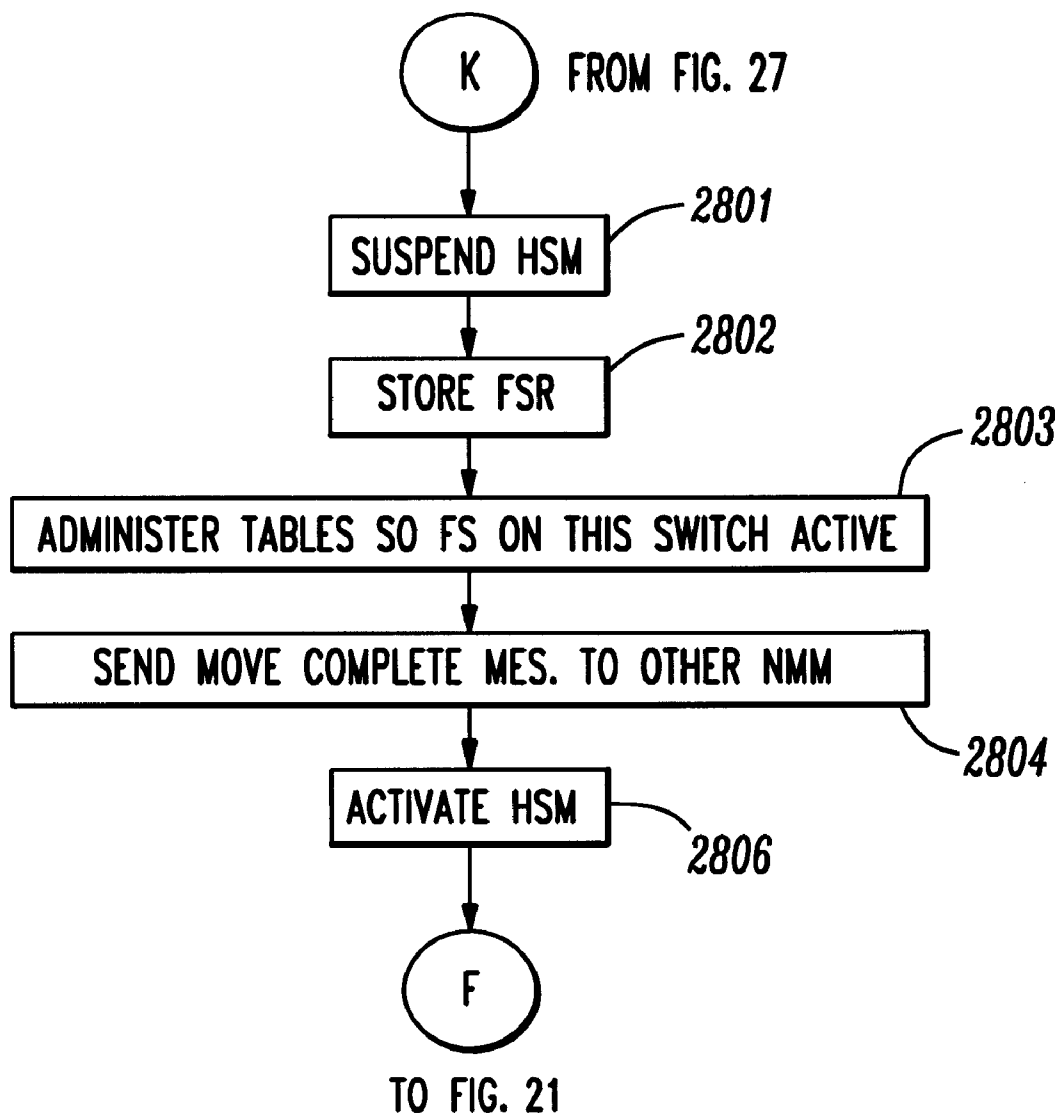 K FROM FIG. 27
2801
SUSPEND HSM
2802
STORE FSR
2803
ADMINISTER TABLES SO FS ON THIS SWITCH ACTIVE
SEND MOVE COMPLETE MES. TO OTHER NMM
2804
ACTIVATE HSM
2806
F
TO FIG. 21